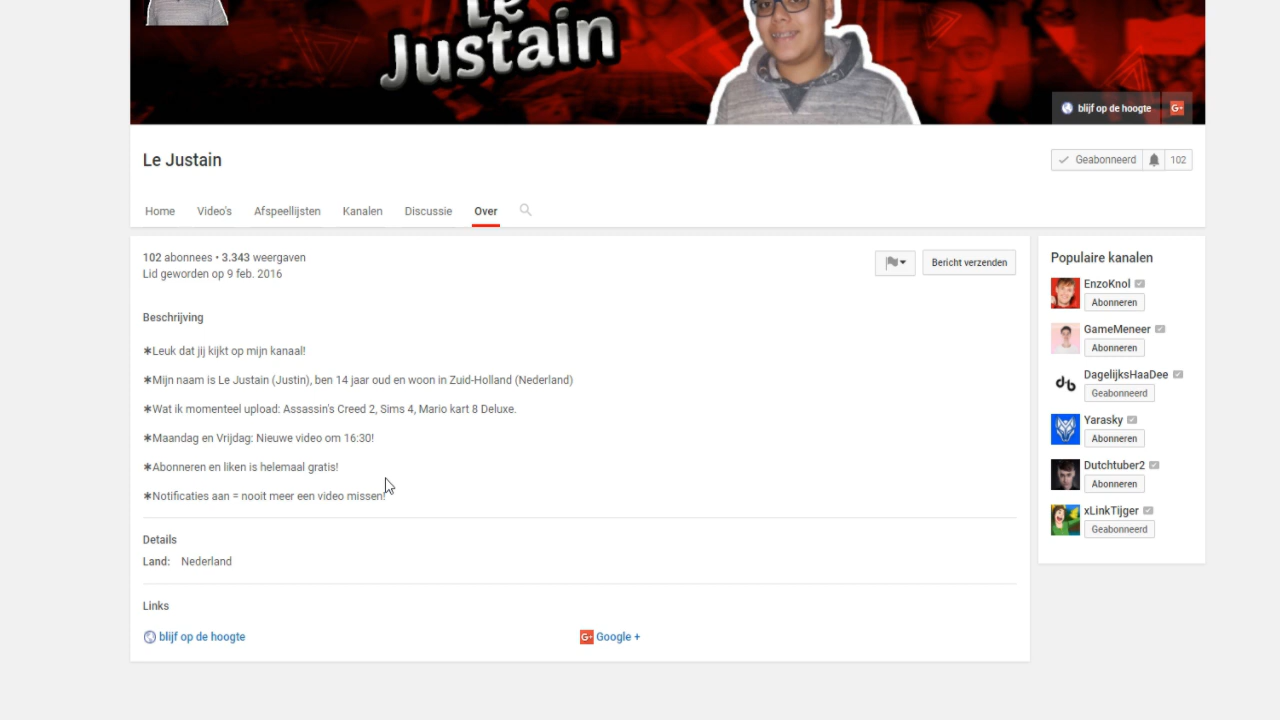 Le
Justain
blijf op de hoogte
G+
Le Justain
Geabonneerd
102
Home
Video's
Afspeellijsten
Kanalen
Discussie
Over
102 abonnees • 3.343 weergaven
Lid geworden op 9 feb. 2016
Bericht verzenden
Beschrijving
✱Leuk dat jij kijkt op mijn kanaal!
✱Mijn naam is Le Justain (Justin), ben 14 jaar oud en woon in Zuid-Holland (Nederland)
✱Wat ik momenteel upload: Assassin's Creed 2, Sims 4, Mario kart 8 Deluxe.
✱Maandag en Vrijdag: Nieuwe video om 16:30!
✱Abonneren en liken is helemaal gratis!
✱Notificaties aan = nooit meer een video missen!
Details
Land: Nederland
Links
blijf op de hoogte
G+ Google +
Populaire kanalen
EnzoKnol
Abonneren
GameMeneer
Abonneren
db
DagelijksHaaDee
Geabonneerd
Yarasky
Abonneren
Dutchtuber2
Abonneren
xLinkTijger
Geabonneerd